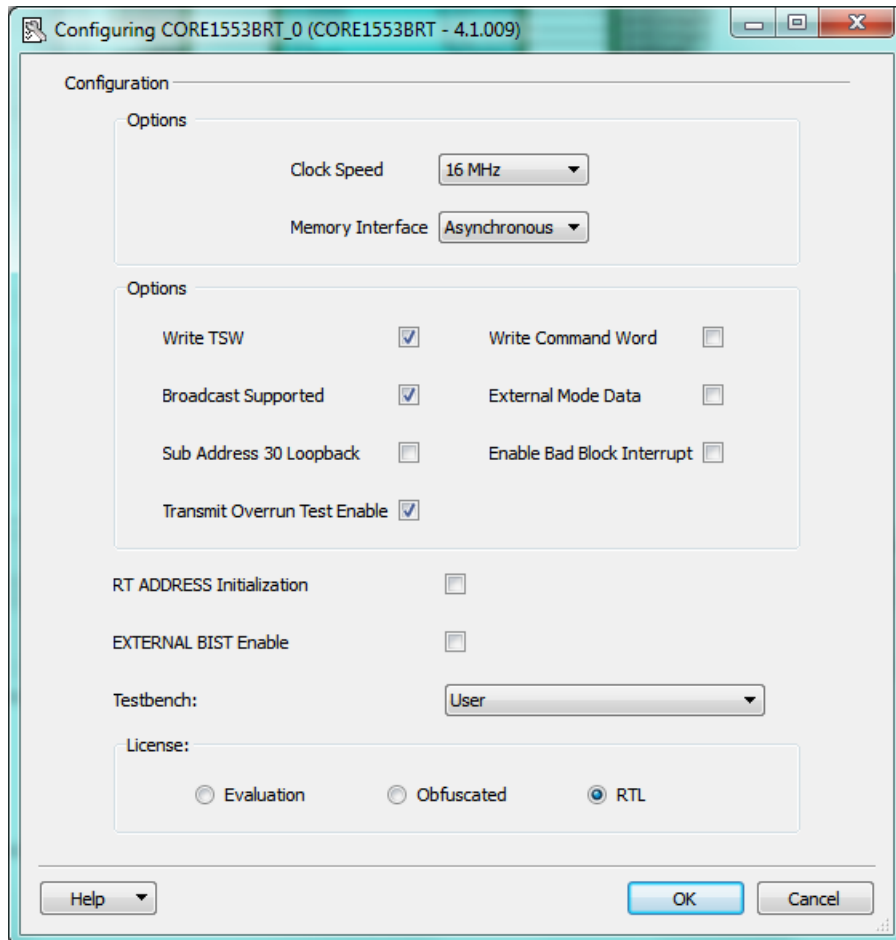 Configuring CORE1553BRT_0 (CORE1553BRT - 4.1.009)
Configuration
Options
Clock Speed 16 MHz
Memory Interface Asynchronous
Options
Write TSW Write Command Word
Broadcast Supported External Mode Data
Sub Address 30 Loopback Enable Bad Block Interrupt
Transmit Overrun Test Enable
RT ADDRESS Initialization
EXTERNAL BIST Enable
Testbench: User
License:
Evaluation Obfuscated RTL
Help OK Cancel